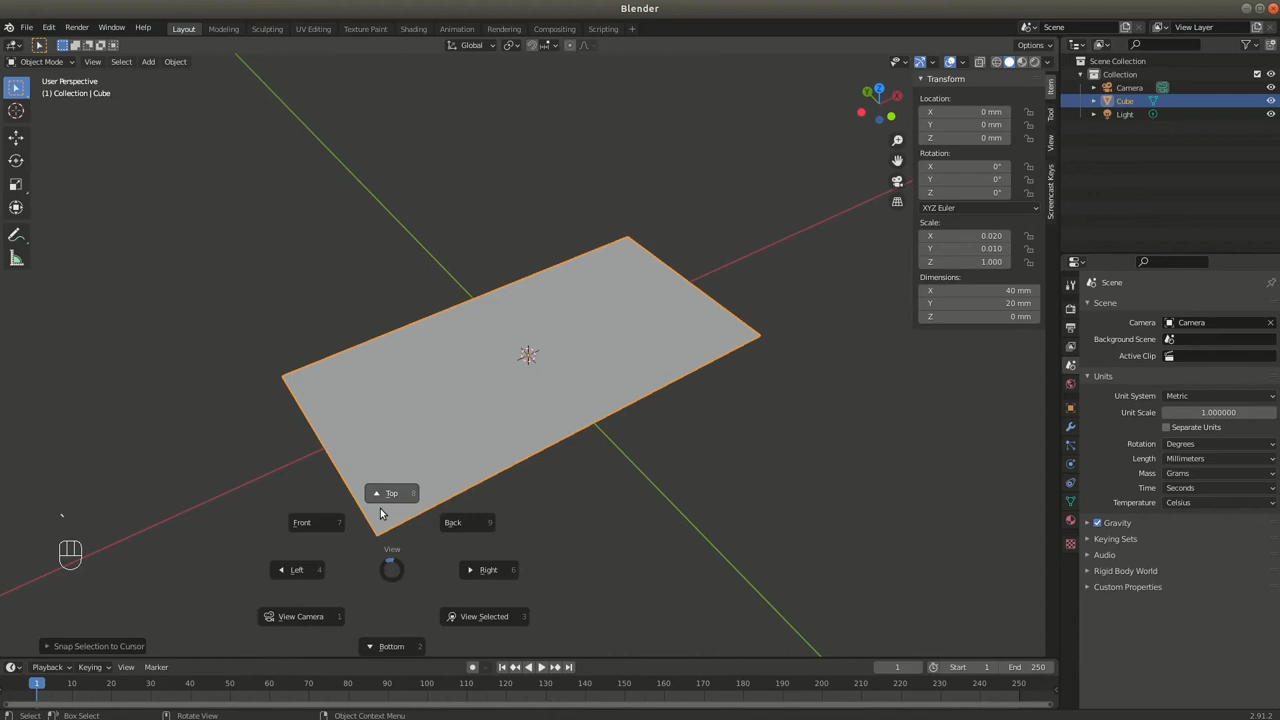 Blender
File Edit Render Window Help Layout Modeling Sculpting UV Editing Texture Paint Shading Animation Rendering Compositing Scripting + Scene View Layer
Global Options
Object Mode View Select Add Object
User Perspective
(1) Collection | Cube
Transform
Location:
X 0 mm
Y 0 mm
Z 0 mm
Rotation:
X 0°
Y 0°
Z 0°
XYZ Euler
Scale:
X 0.020
Y 0.010
Z 1.000
Dimensions:
X 40 mm
Y 20 mm
Z 0 mm
Item
Tool
View
Screencast Keys
Z
Y
X
Scene Collection
Collection
Camera
Cube
Light
Scene
Scene
Camera Camera
Background Scene
Active Clip
Units
Unit System Metric
Unit Scale 1.000000
Separate Units
Rotation Degrees
Length Millimeters
Mass Grams
Time Seconds
Temperature Celsius
Gravity
Keying Sets
Audio
Rigid Body World
Custom Properties
Top 8
Front 7
Back 9
View
Left 4
Right 6
View Camera 1
View Selected 3
Bottom 2
`
Snap Selection to Cursor
Playback Keying View Marker 1 Start 1 End 250
1 10 20 30 40 50 60 70 80 90 100 110 120 130 140 150 160 170 180 190 200 210 220 230 240 250
Select Box Select Rotate View Object Context Menu 2.91.2